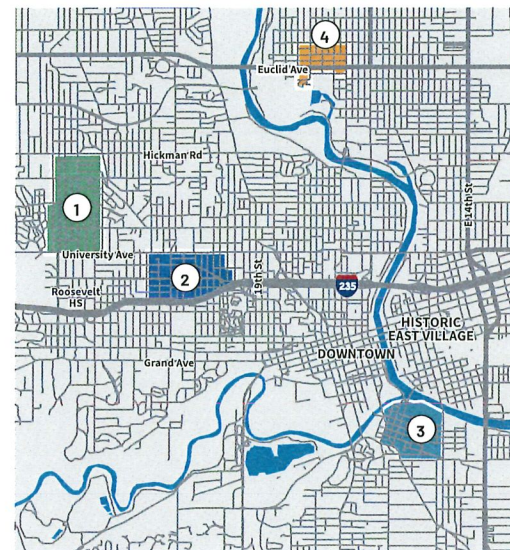 4
Euclid Ave
Hickman Rd
E 14th St
1
University Ave
2
19th St
Roosevelt
HS
235
HISTORIC
EAST VILLAGE
DOWNTOWN
Grand Ave
3